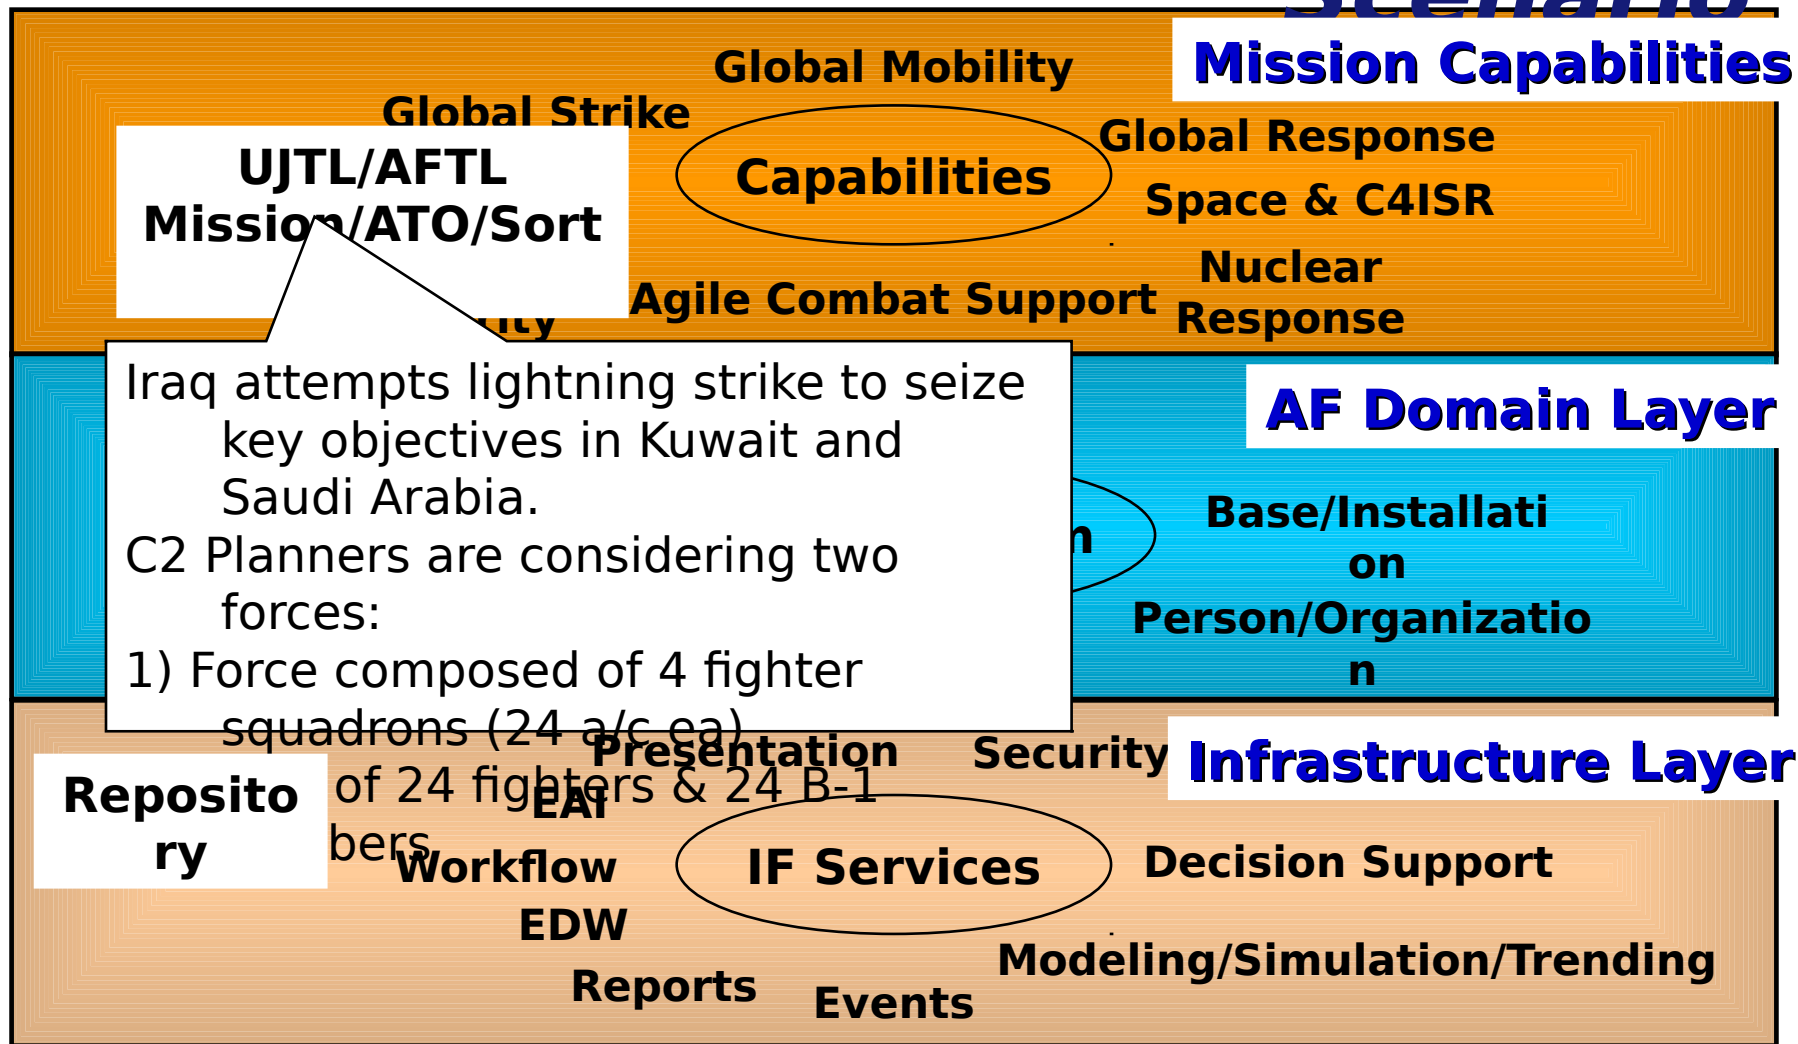 Scenario
Mission Capabilities
Global Mobility
Global Strike
Global Response
Capabilities
Space & C4ISR
UJTL/AFTL
Mission/ATO/Sort
Nuclear
Response
Agile Combat Support
AF Domain Layer
Iraq attempts lightning strike to seize
key objectives in Kuwait and
Saudi Arabia.
C2 Planners are considering two
forces:
1) Force composed of 4 fighter
squadrons (24 a/c ea)
of 24 fighters & 24 B-1
Base/Installati
on
Person/Organizatio
n
Infrastructure Layer
Presentation
Security
Reposito
ry
EAI
Workflow
IF Services
Decision Support
EDW
Modeling/Simulation/Trending
Reports
Events